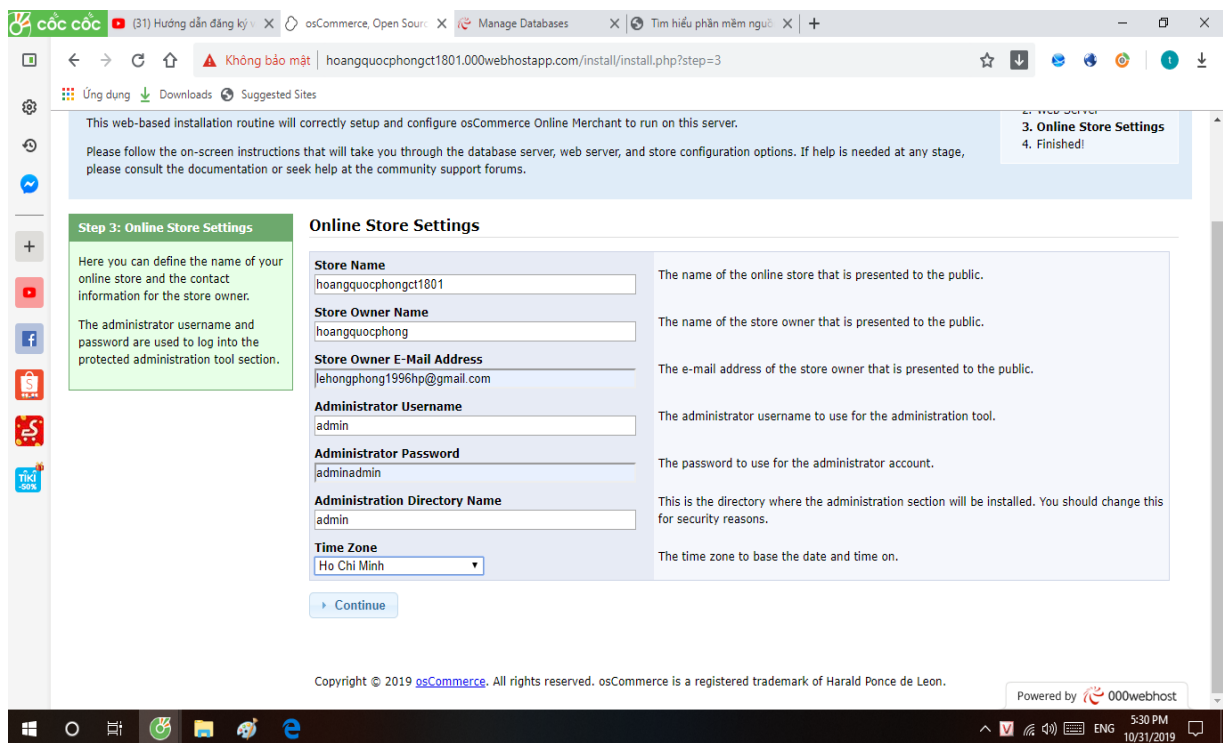 cốc cốc
(31) Hướng dẫn đăng ký v
osCommerce, Open Sourc
Manage Databases
Tìm hiểu phần mềm nguồ
Không bảo mật
hoangquocphongct1801.000webhostapp.com/install/install.php?step=3
t
Ứng dụng
Downloads
Suggested Sites
This web-based installation routine will correctly setup and configure osCommerce Online Merchant to run on this server.
Please follow the on-screen instructions that will take you through the database server, web server, and store configuration options. If help is needed at any stage,
please consult the documentation or seek help at the community support forums.
2. Web Server
3. Online Store Settings
4. Finished!
Step 3: Online Store Settings
Here you can define the name of your
online store and the contact
information for the store owner.
The administrator username and
password are used to log into the
protected administration tool section.
Online Store Settings
Store Name
hoangquocphongct1801
The name of the online store that is presented to the public.
Store Owner Name
hoangquocphong
The name of the store owner that is presented to the public.
Store Owner E-Mail Address
lehongphong1996hp@gmail.com
The e-mail address of the store owner that is presented to the public.
Administrator Username
admin
The administrator username to use for the administration tool.
Administrator Password
adminadmin
The password to use for the administrator account.
Administration Directory Name
admin
This is the directory where the administration section will be installed. You should change this
for security reasons.
Time Zone
Ho Chi Minh
The time zone to base the date and time on.
Continue
Copyright © 2019 osCommerce. All rights reserved. osCommerce is a registered trademark of Harald Ponce de Leon.
Powered by 000webhost
TIKI
-50%
V
ENG
5:30 PM
10/31/2019